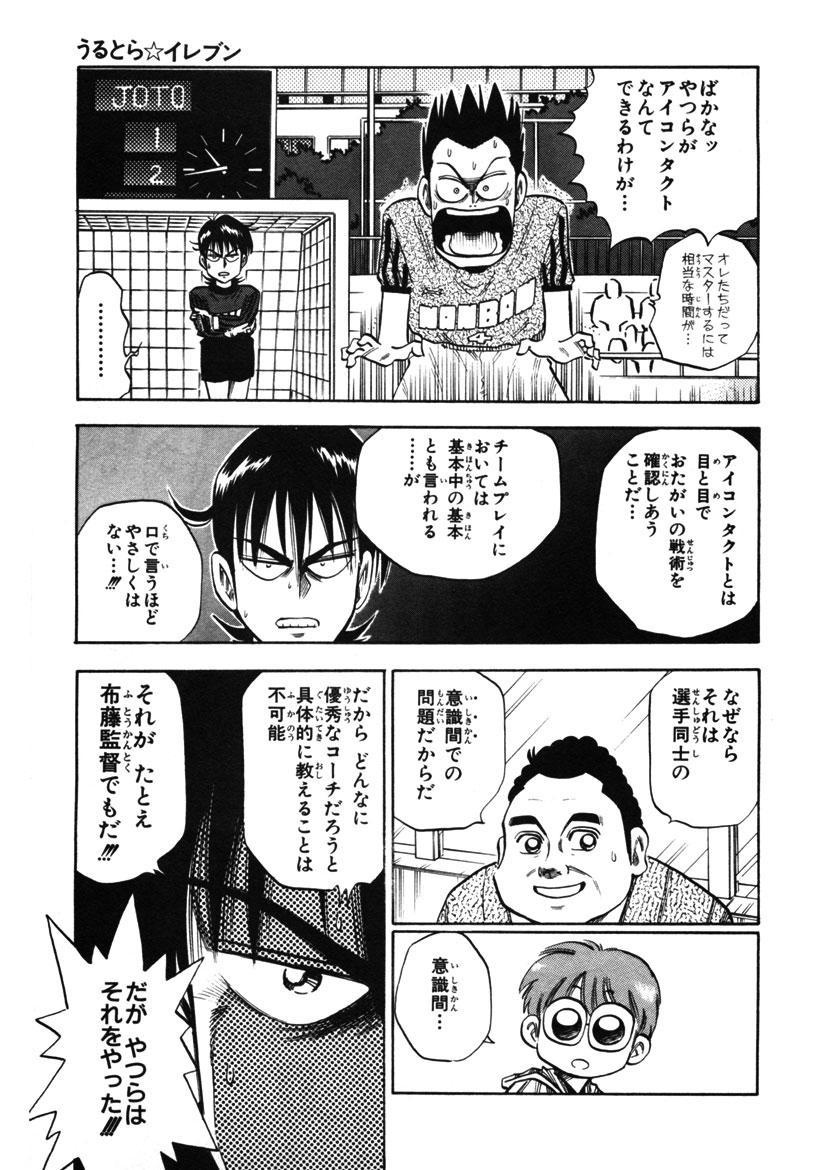 うるとら☆イレブン
ばかなッ
やつらが
アイコンタクト
なんて
できるわけが…
オレたちだって
マスターするには
相当な時間が…
JOTO
1
2
NANBAN
4
…………
アイコンタクトとは
目と目で
おたがいの戦術を
確認しあう
ことだ…
チームプレイに
おいては
基本中の基本
とも言われる
……が
口で言うほど
やさしくは
ない…!!!
なぜなら
それは
選手同士の
意識間での
問題だからだ
意識間…
だから どんなに
優秀なコーチだろうと
具体的に教えることは
不可能
それが たとえ
布藤監督でもだ!!!
だが やつらは
それをやった!!!